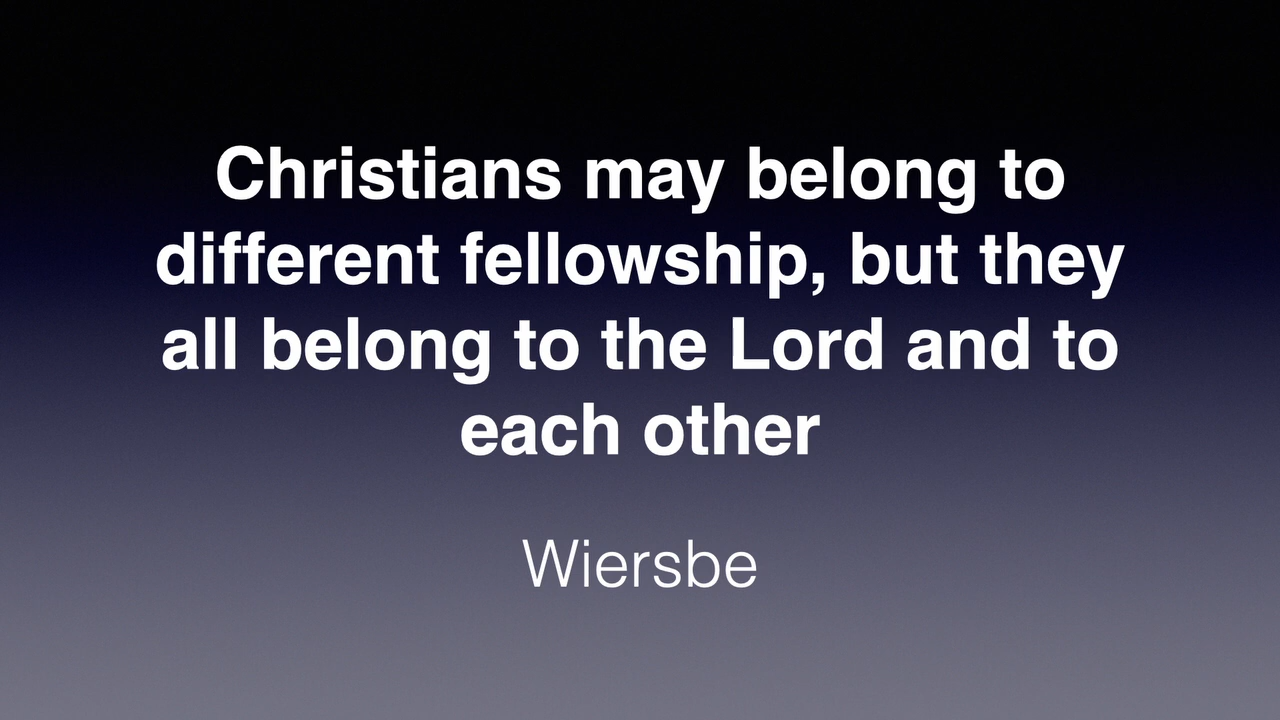 Christians may belong to
different fellowship, but they
all belong to the Lord and to
each other
Wiersbe